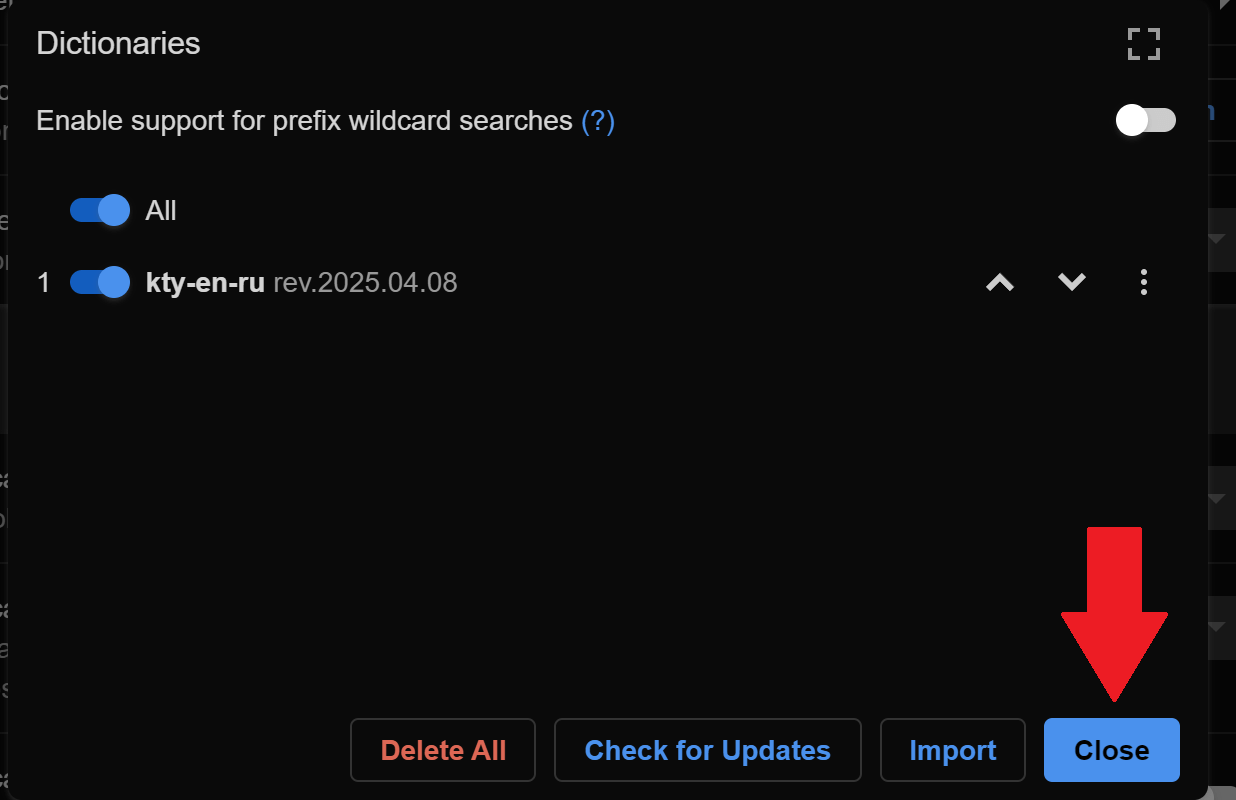 Dictionaries
Enable support for prefix wildcard searches (?)
All
1 kty-en-ru rev.2025.04.08
Delete All
Check for Updates
Import
Close